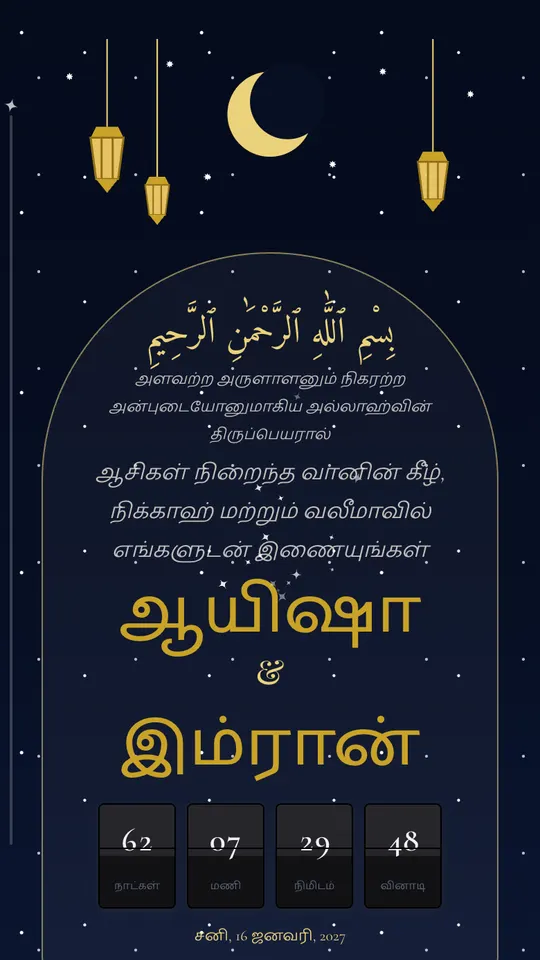 بِسْمِ ٱللَّهِ ٱلرَّحْمَٰنِ ٱلرَّحِيمِ
அளவற்ற அருளாளனும் நிகரற்ற
அன்புடையோனுமாகிய அல்லாஹ்வின்
திருப்பெயரால்
ஆசிகள் நிறைந்த வானின் கீழ்,
நிக்காஹ் மற்றும் வலீமாவில்
எங்களுடன் இணையுங்கள்
ஆயிஷா
&
இம்ரான்
62 07 29 48
நாட்கள் மணி நிமிடம் வினாடி
சனி, 16 ஜனவரி, 2027